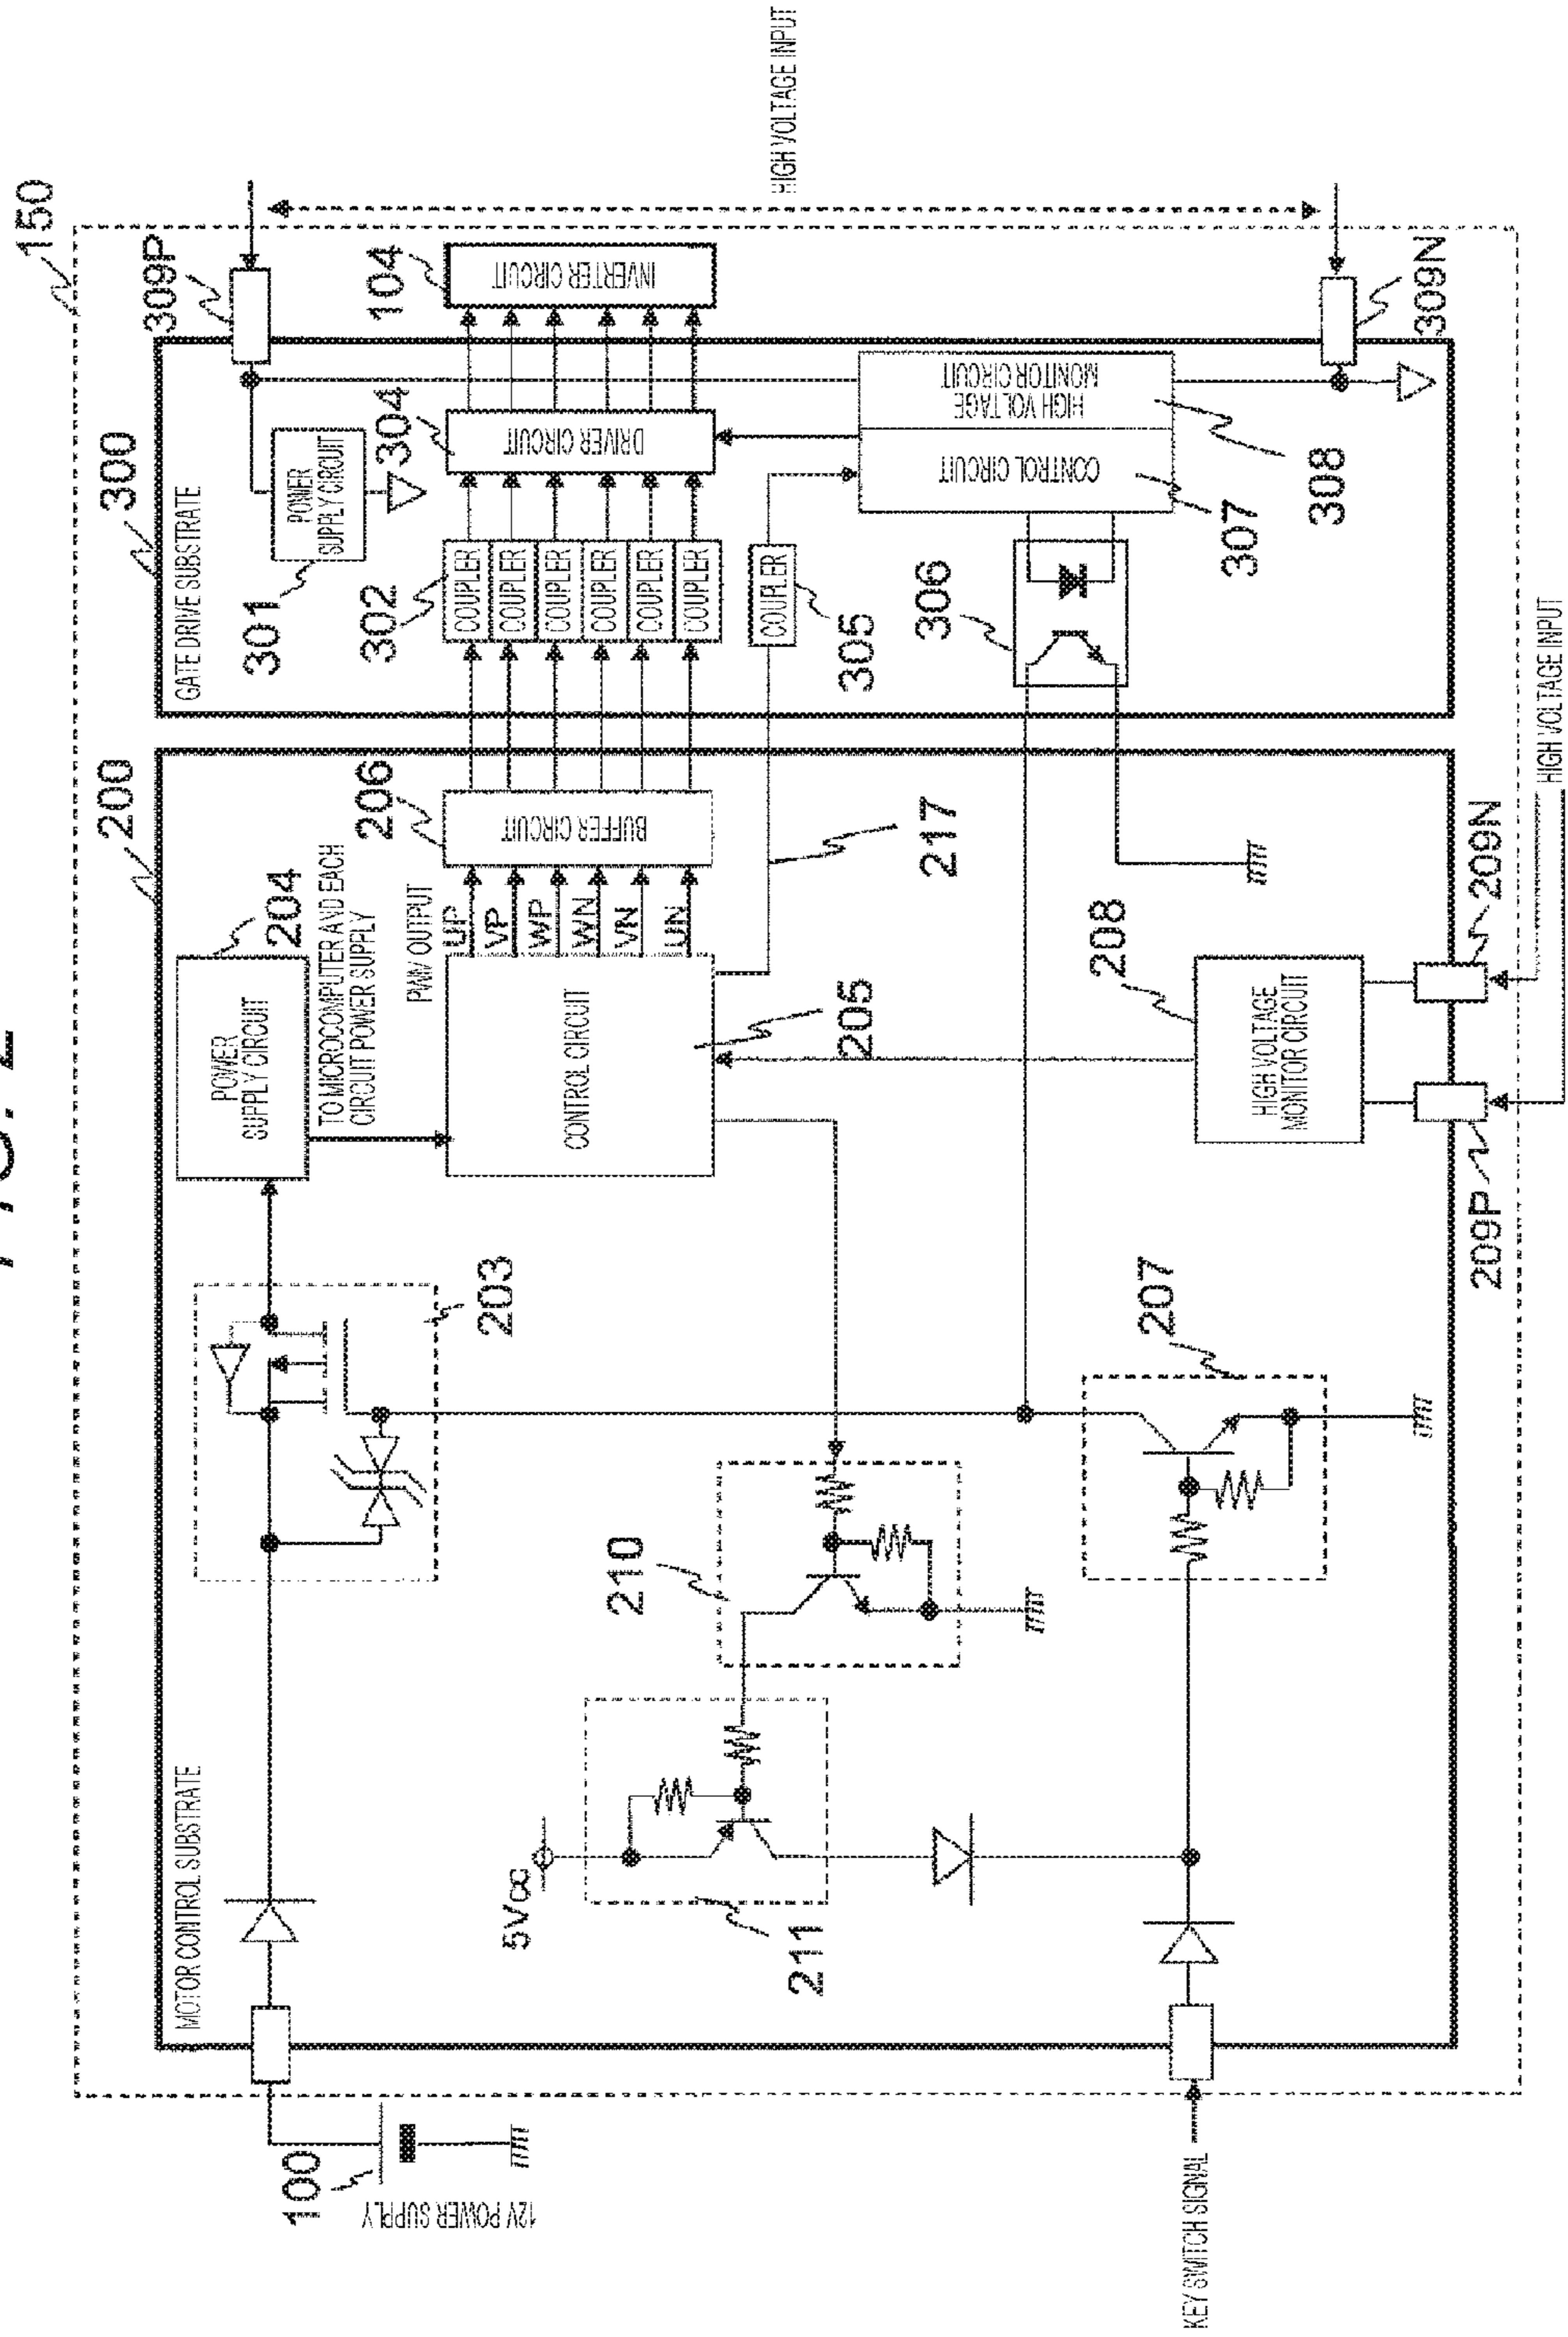 150
HIGH VOLTAGE INPUT
300
GATE DRIVE SUBSTRATE
309P
301
POWER
SUPPLY CIRCUIT
302
COUPLER
COUPLER
COUPLER
COUPLER
COUPLER
COUPLER
304
DRIVER CIRCUIT
104
INVERTER CIRCUIT
COUPLER
305
306
CONTROL CIRCUIT
HIGH VOLTAGE
MONITOR CIRCUIT
307
308
309N
200
MOTOR CONTROL SUBSTRATE
100
12V POWER SUPPLY
203
204
POWER
SUPPLY CIRCUIT
TO MICROCOMPUTER AND EACH
CIRCUIT POWER SUPPLY
PWM OUTPUT
UP
VP
WP
WN
VN
UN
206
BUFFER CIRCUIT
CONTROL CIRCUIT
205
217
5Vcc
211
210
207
208
HIGH VOLTAGE
MONITOR CIRCUIT
209P
209N
HIGH VOLTAGE INPUT
KEY SWITCH SIGNAL